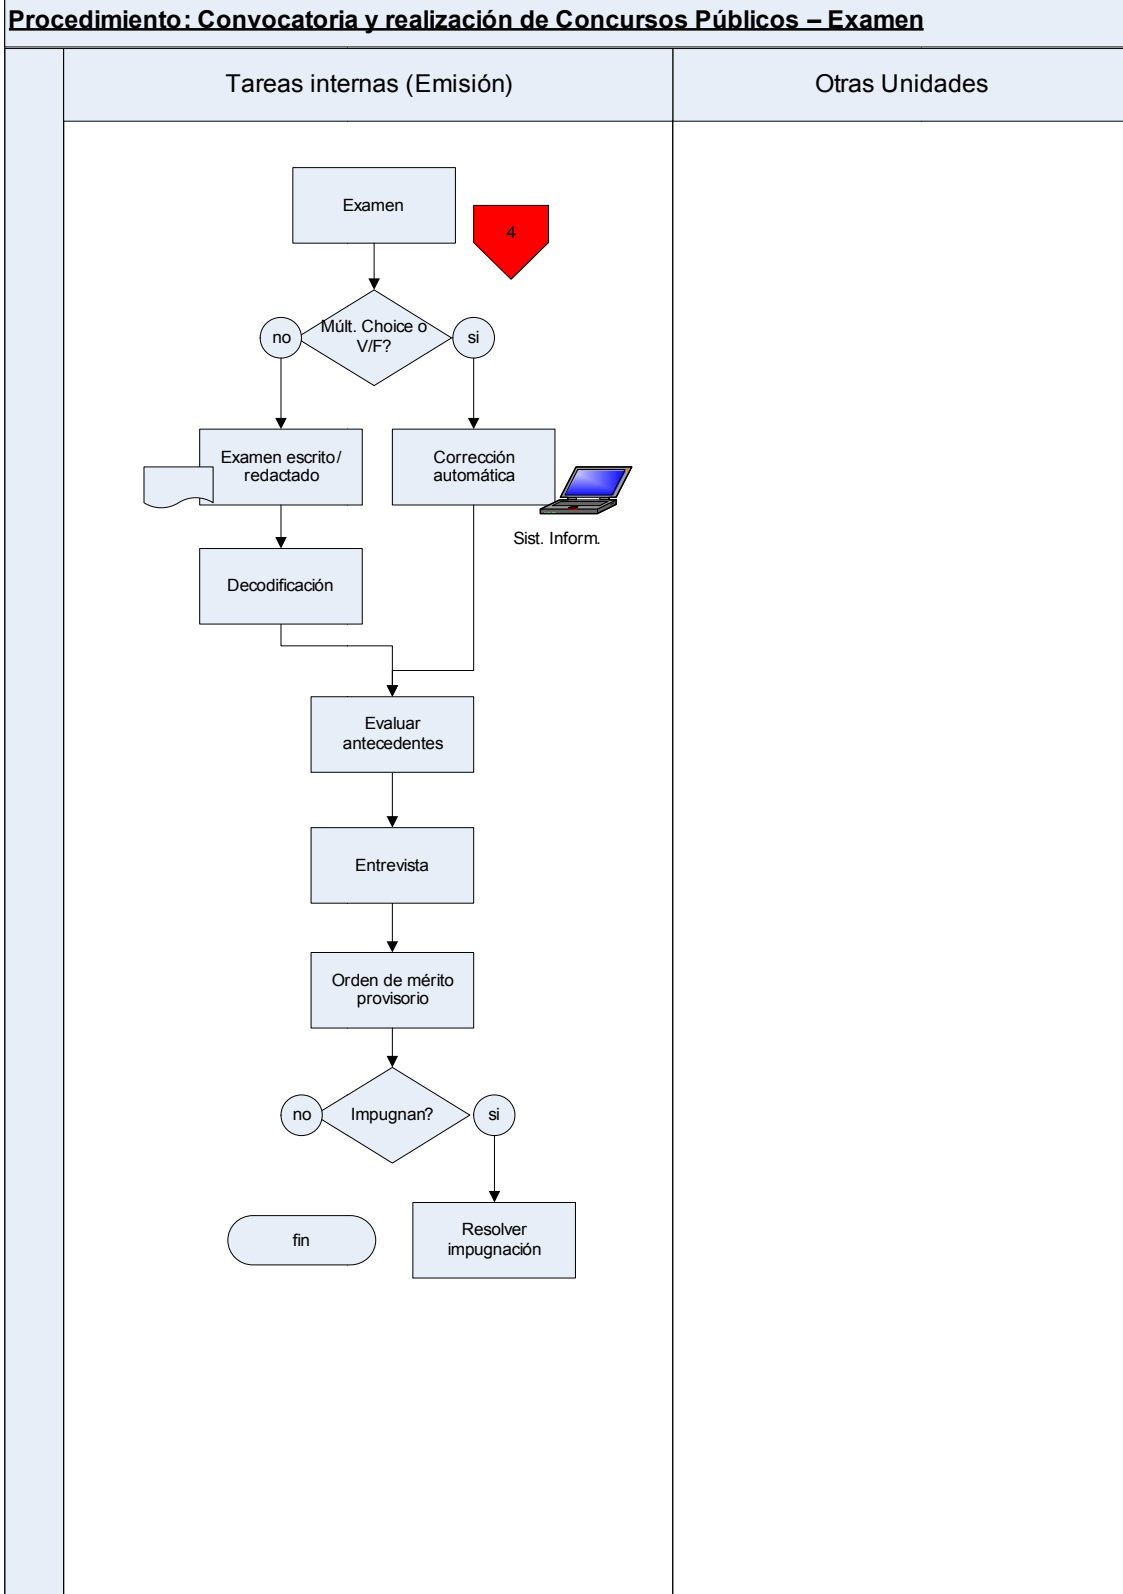 Procedimiento: Convocatoria y realización de Concursos Públicos – Examen
Tareas internas (Emisión)
Otras Unidades
Examen
4
Múlt. Choice o
V/F?
no
si
Examen escrito/
redactado
Corrección
automática
Sist. Inform.
Decodificación
Evaluar
antecedentes
Entrevista
Orden de mérito
provisorio
no
Impugnan?
si
fin
Resolver
impugnación